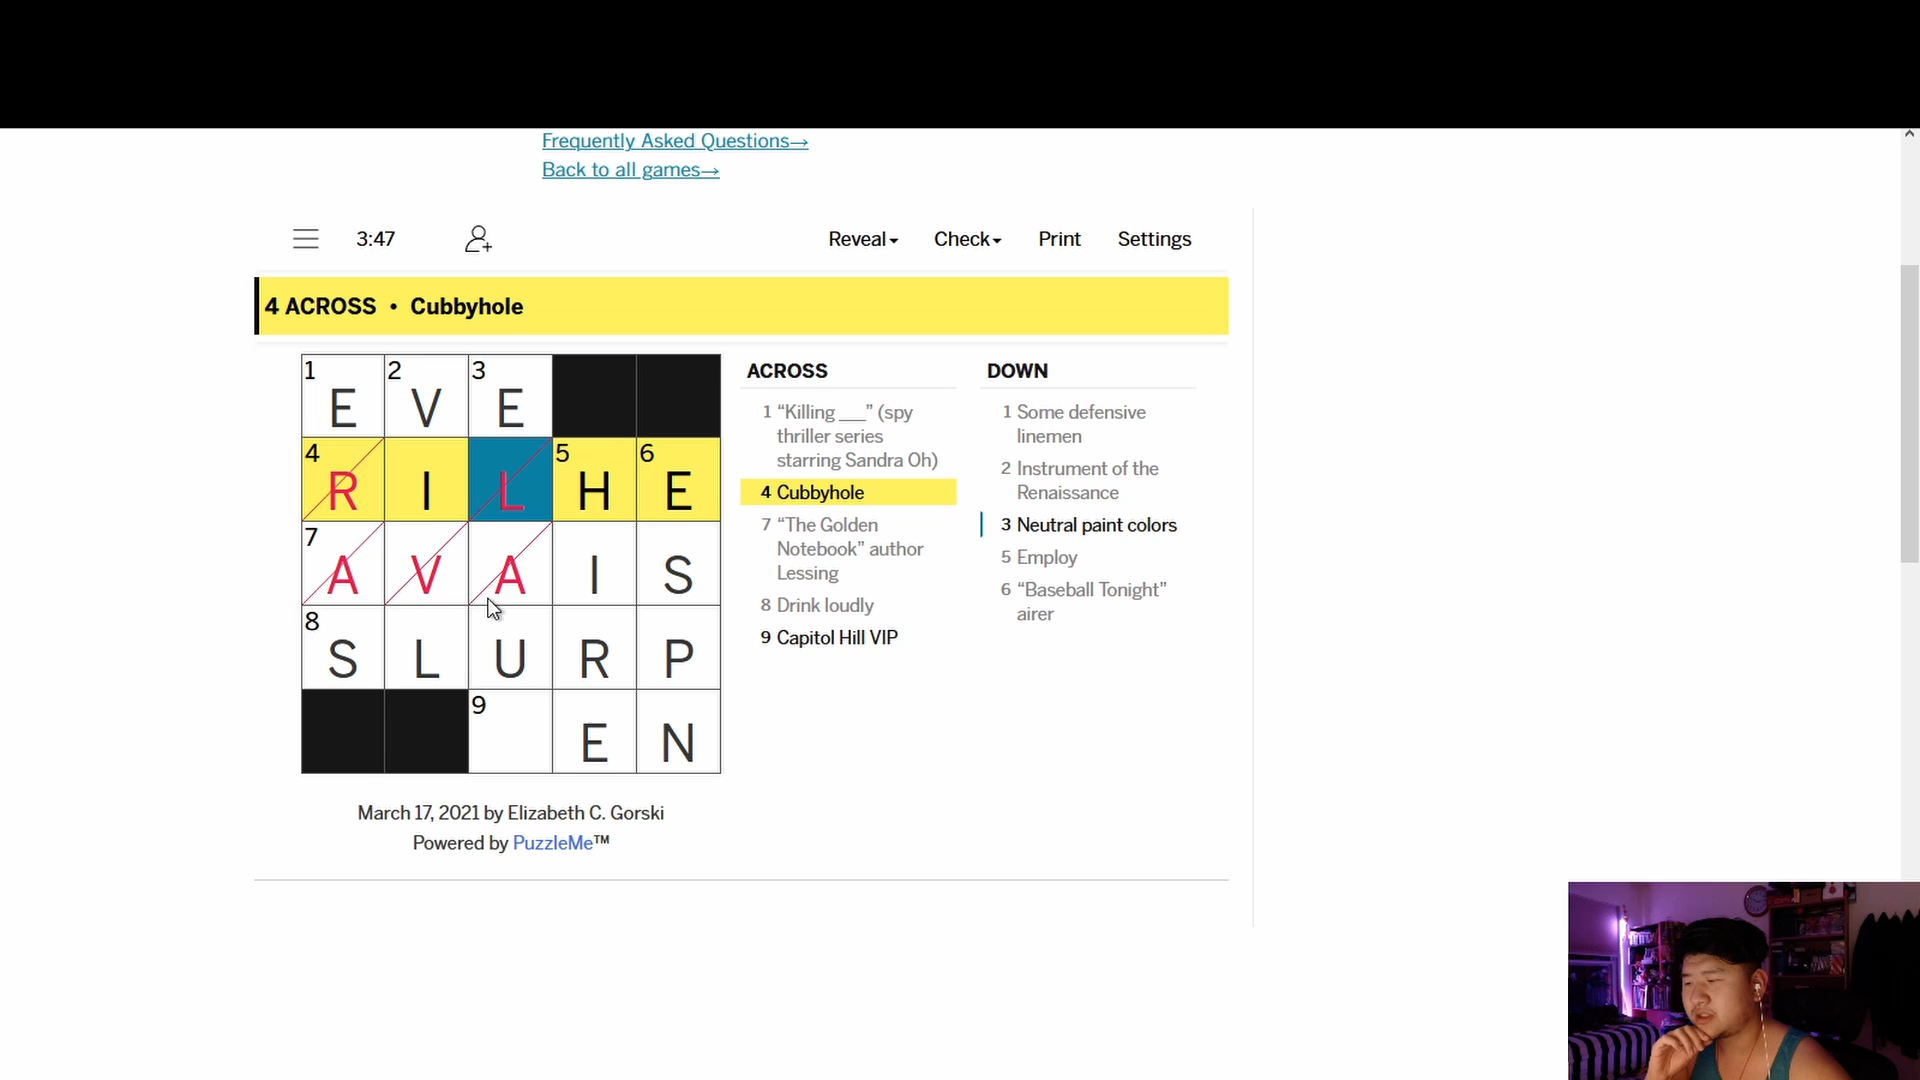 Frequently Asked Questions→
Back to all games→
3:47 Reveal Check Print Settings
4 ACROSS • Cubbyhole
1 E 2 V 3 E
4 R I L 5 H 6 E
7 A V A I S
8 S L U R P
9 E N
March 17, 2021 by Elizabeth C. Gorski
Powered by PuzzleMe™
ACROSS
1 “Killing ___” (spy
thriller series
starring Sandra Oh)
4 Cubbyhole
7 “The Golden
Notebook” author
Lessing
8 Drink loudly
9 Capitol Hill VIP
DOWN
1 Some defensive
linemen
2 Instrument of the
Renaissance
3 Neutral paint colors
5 Employ
6 “Baseball Tonight”
airer